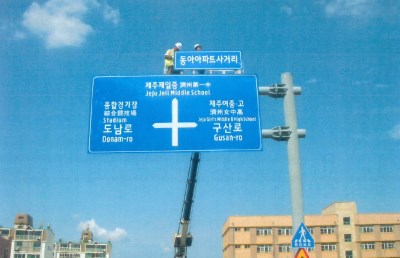 동아아파트사거리
제주제일중 濟州第一中
Jeju Jeil Middle School
종합경기장
綜合競技場
Stadium
도남로
Donam-ro
제주여중·고
濟州女中高
Jeju Girl's Middle & High School
구산로
Gusan-ro